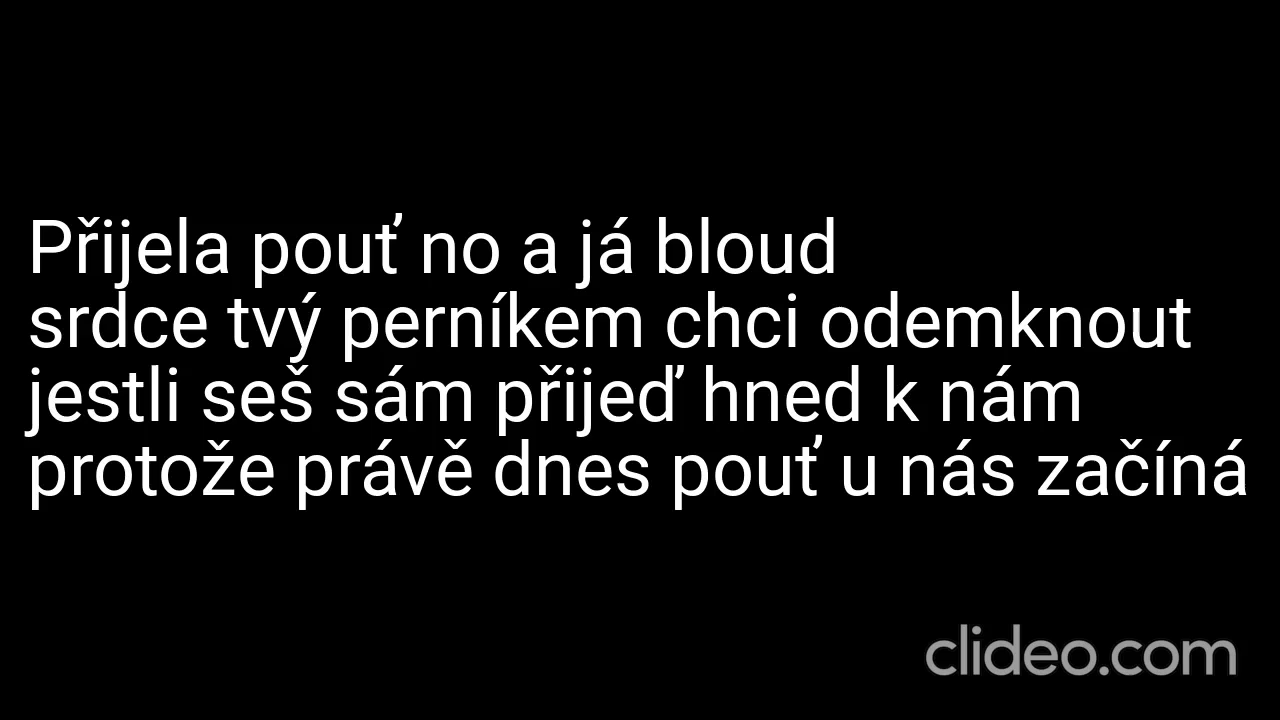 Přijela pouť no a já bloud
srdce tvý perníkem chci odemknout
jestli seš sám přijeď hned k nám
protože právě dnes pouť u nás začíná
clideo.com